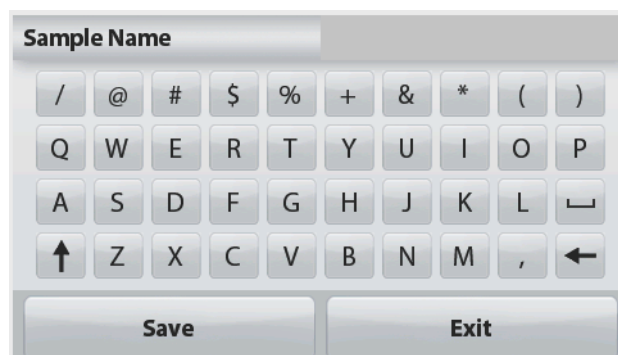 Sample Name
/ @ # $ % + & * ( )
Q W E R T Y U I O P
A S D F G H J K L
Z X C V B N M ,
Save Exit